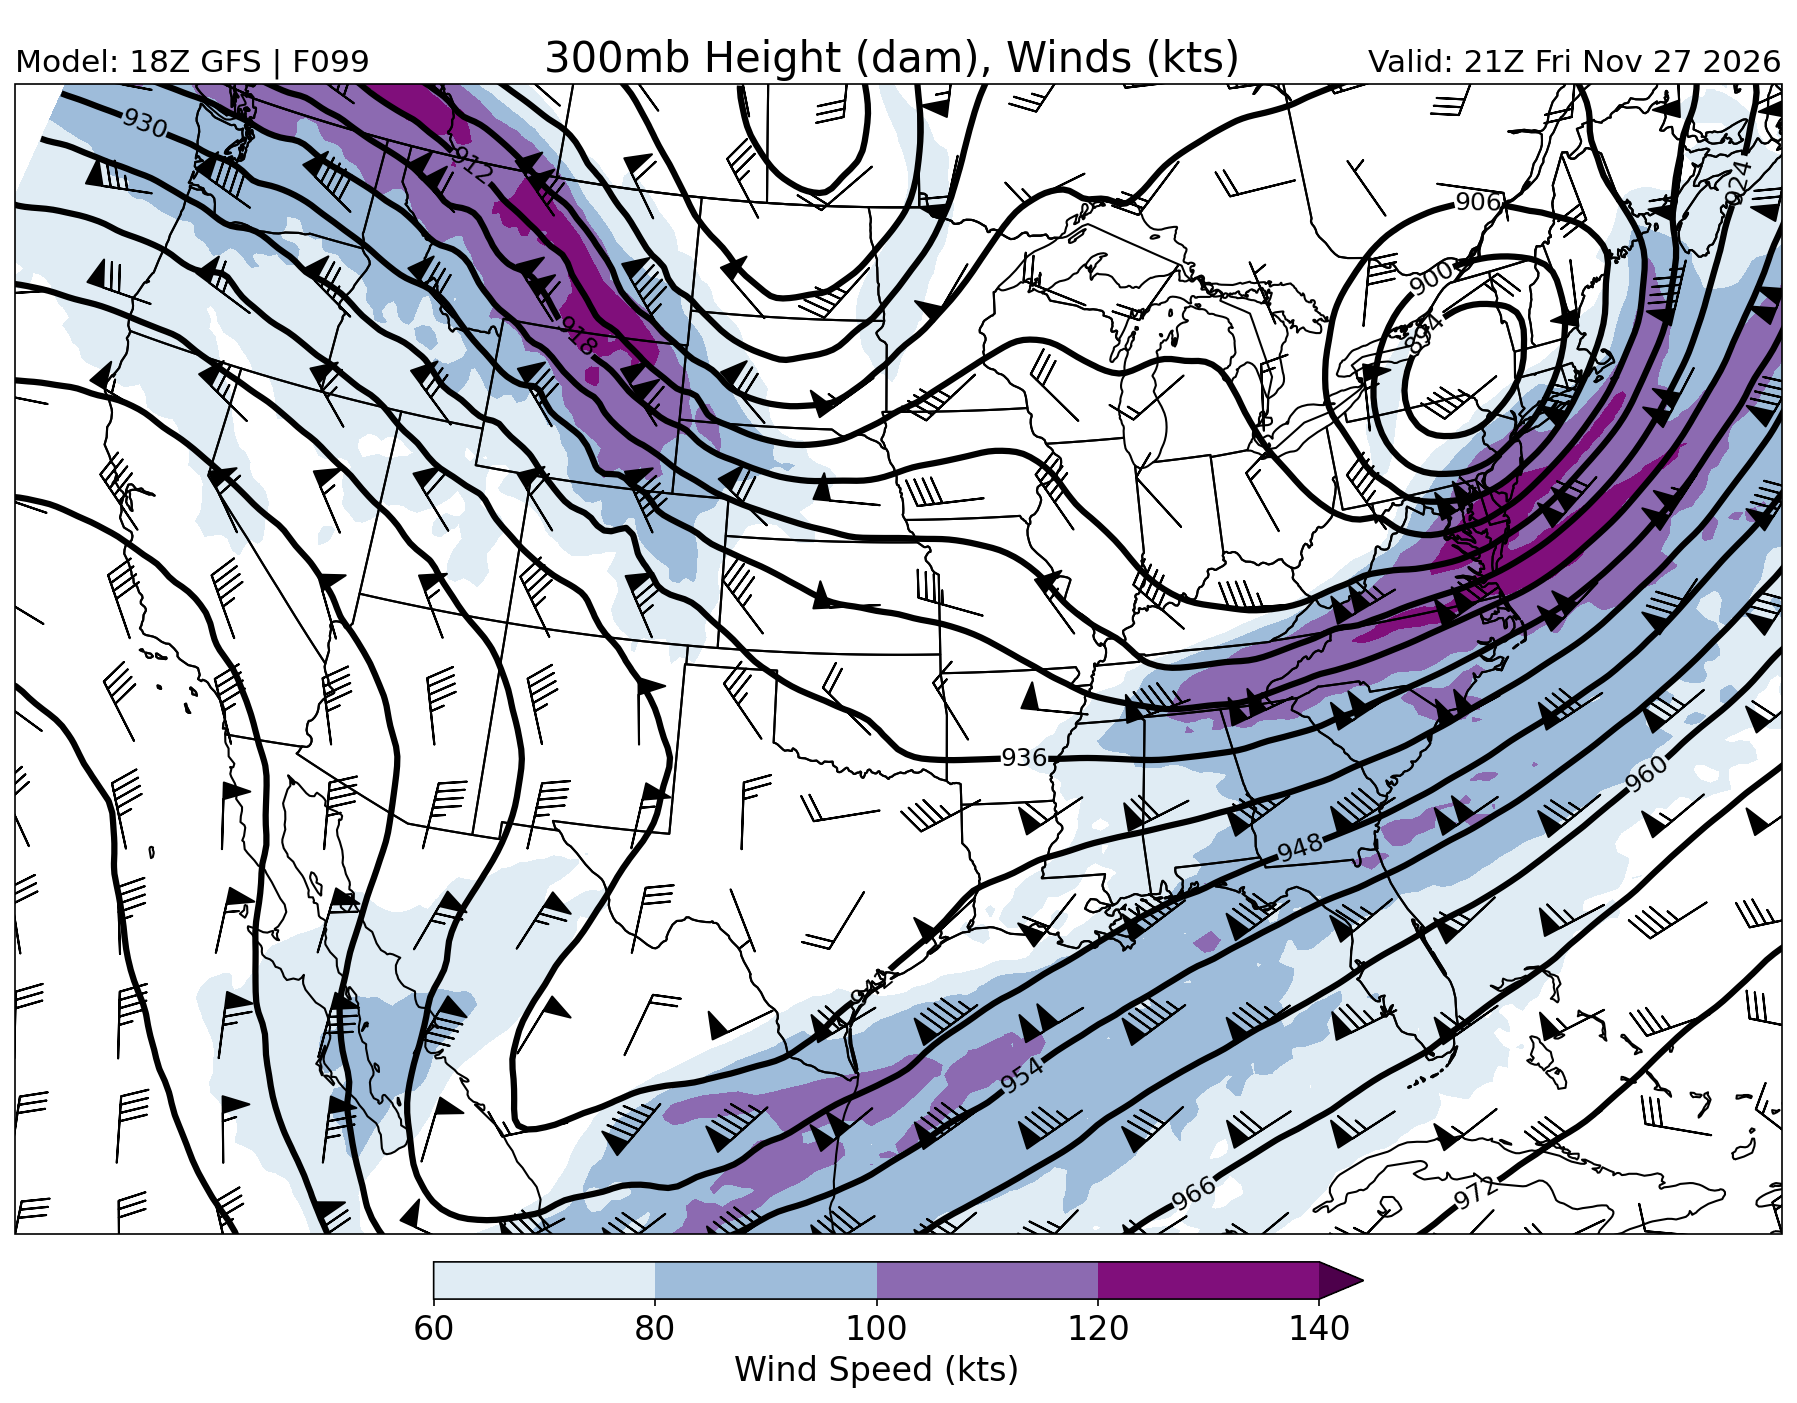 Model: 18Z GFS | F099
300mb Height (dam), Winds (kts)
Valid: 21Z Fri Nov 27 2026
930
912
924
906
900
894
918
936
960
948
942
954
966
972
60 80 100 120 140
Wind Speed (kts)